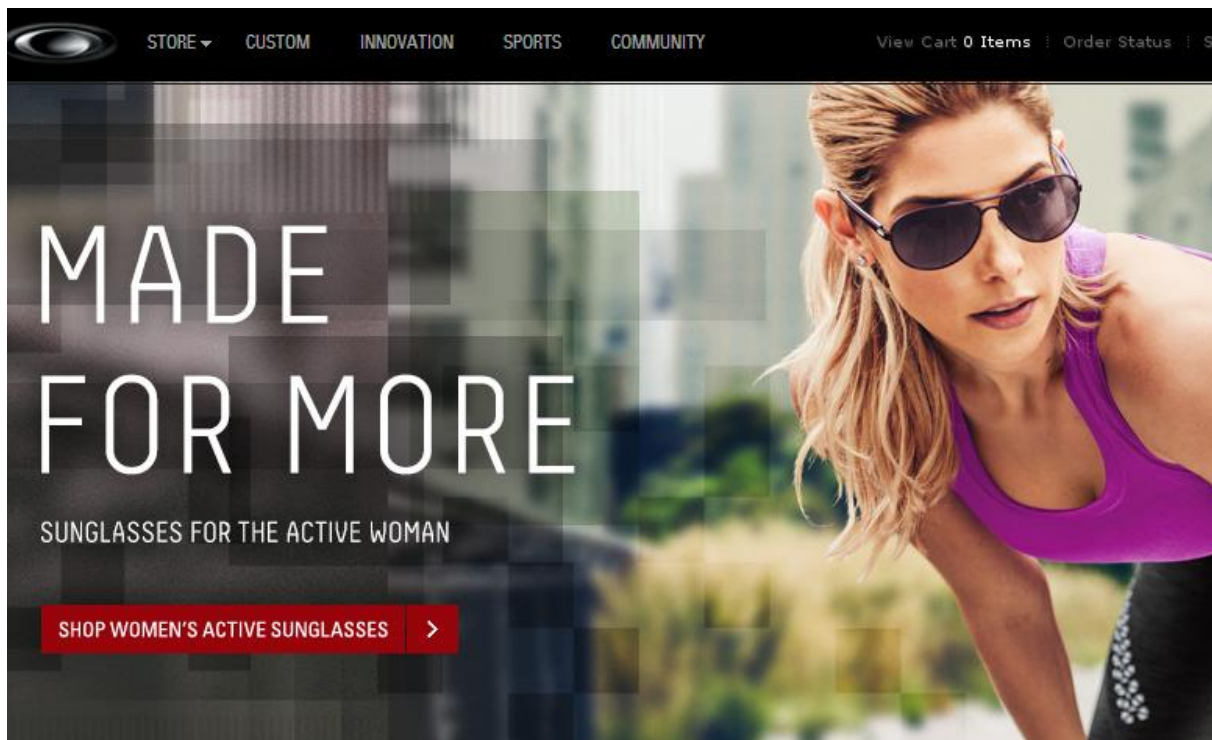 STORE CUSTOM INNOVATION SPORTS COMMUNITY View Cart 0 Items Order Status S
MADE
FOR MORE
SUNGLASSES FOR THE ACTIVE WOMAN
SHOP WOMEN'S ACTIVE SUNGLASSES